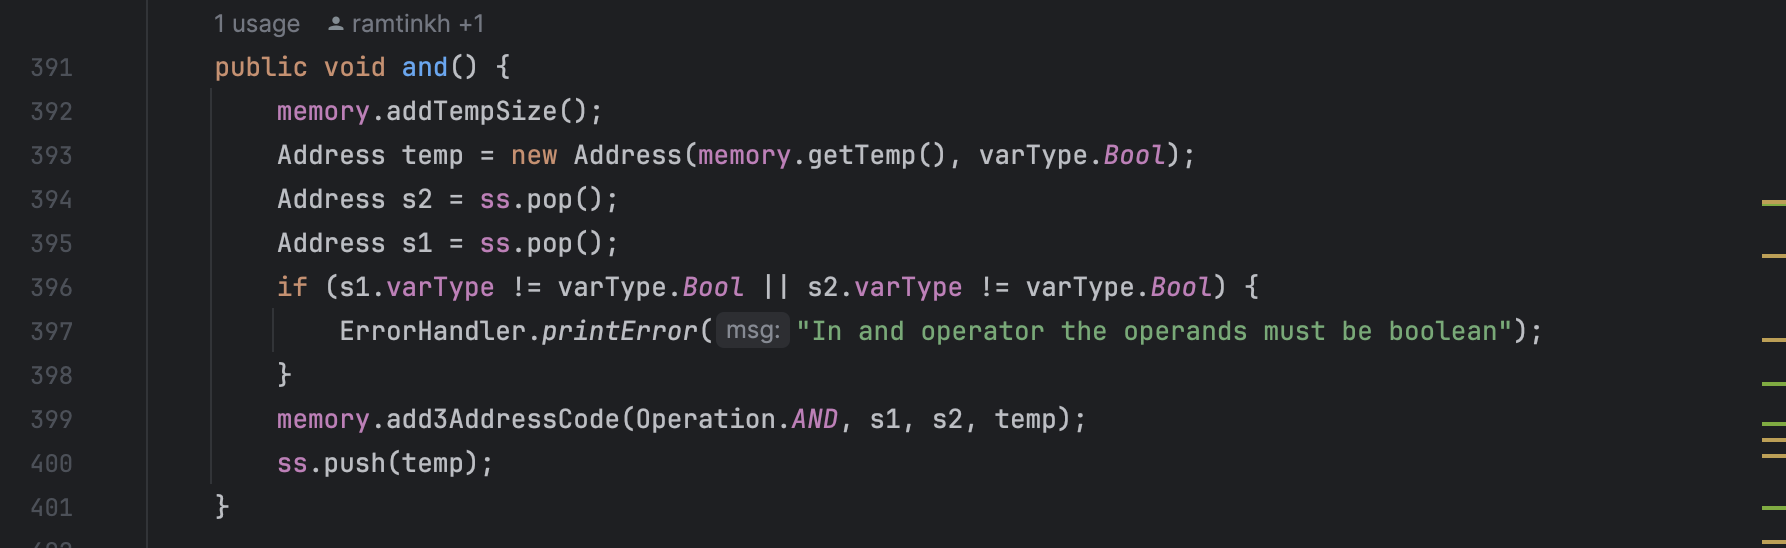 1 usage ramtinkh +1
391 public void and() {
392 memory.addTempSize();
393 Address temp = new Address(memory.getTemp(), varType.Bool);
394 Address s2 = ss.pop();
395 Address s1 = ss.pop();
396 if (s1.varType != varType.Bool || s2.varType != varType.Bool) {
397 ErrorHandler.printError( msg: "In and operator the operands must be boolean");
398 }
399 memory.add3AddressCode(Operation.AND, s1, s2, temp);
400 ss.push(temp);
401 }